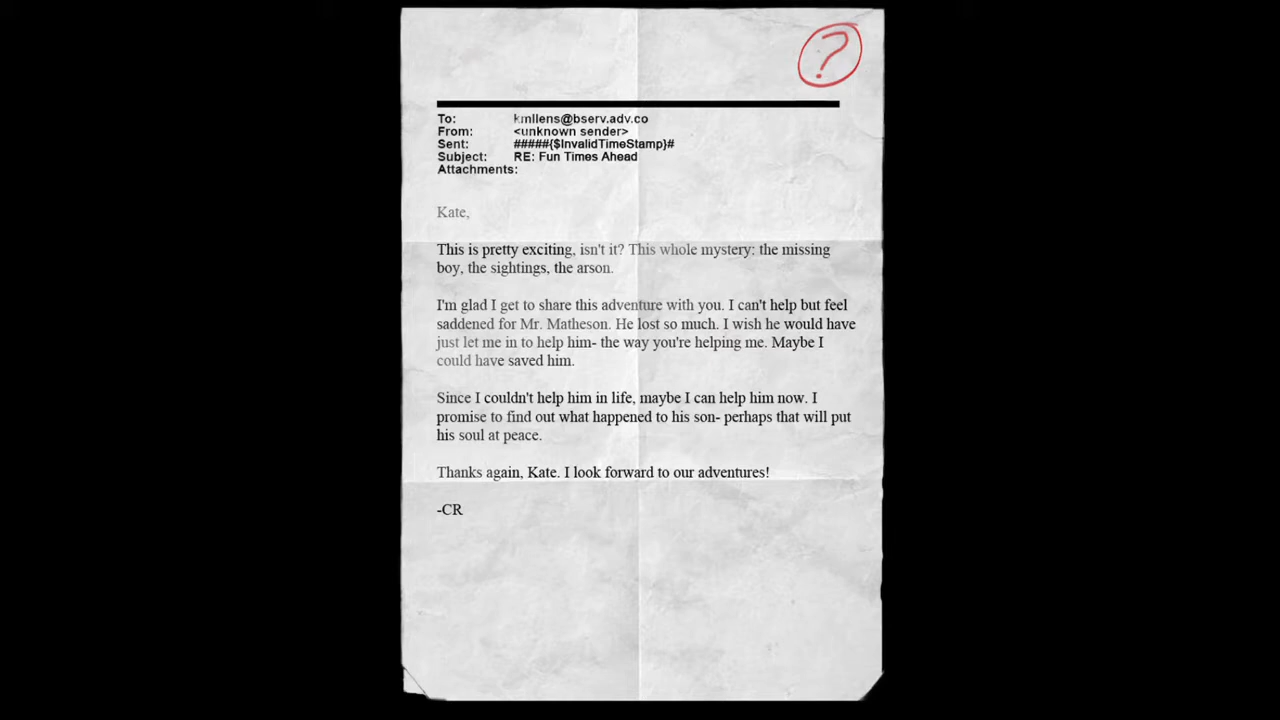 ?
To: kmllens@bserv.adv.co
From: <unknown sender>
Sent: #####{$InvalidTimeStamp}#
Subject: RE: Fun Times Ahead
Attachments:
Kate,
This is pretty exciting, isn't it? This whole mystery: the missing
boy, the sightings, the arson.
I'm glad I get to share this adventure with you. I can't help but feel
saddened for Mr. Matheson. He lost so much. I wish he would have
just let me in to help him- the way you're helping me. Maybe I
could have saved him.
Since I couldn't help him in life, maybe I can help him now. I
promise to find out what happened to his son- perhaps that will put
his soul at peace.
Thanks again, Kate. I look forward to our adventures!
-CR